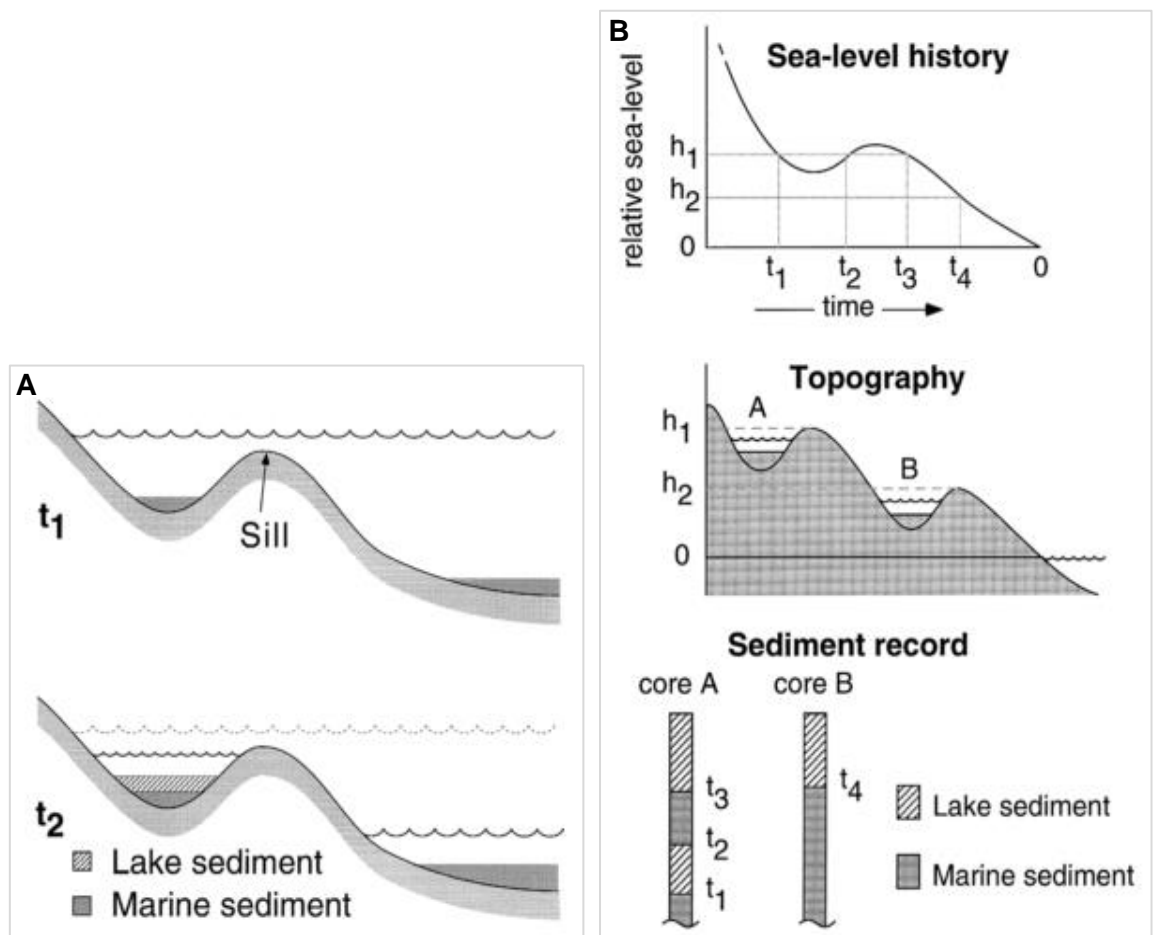 A
t1
Sill
t2
Lake sediment
Marine sediment
B
Sea-level history
relative sea-level
h1
h2
0
t1 t2 t3 t4 0
time
Topography
A
h1
B
h2
0
Sediment record
core A core B
t3
t4
t2
t1
Lake sediment
Marine sediment